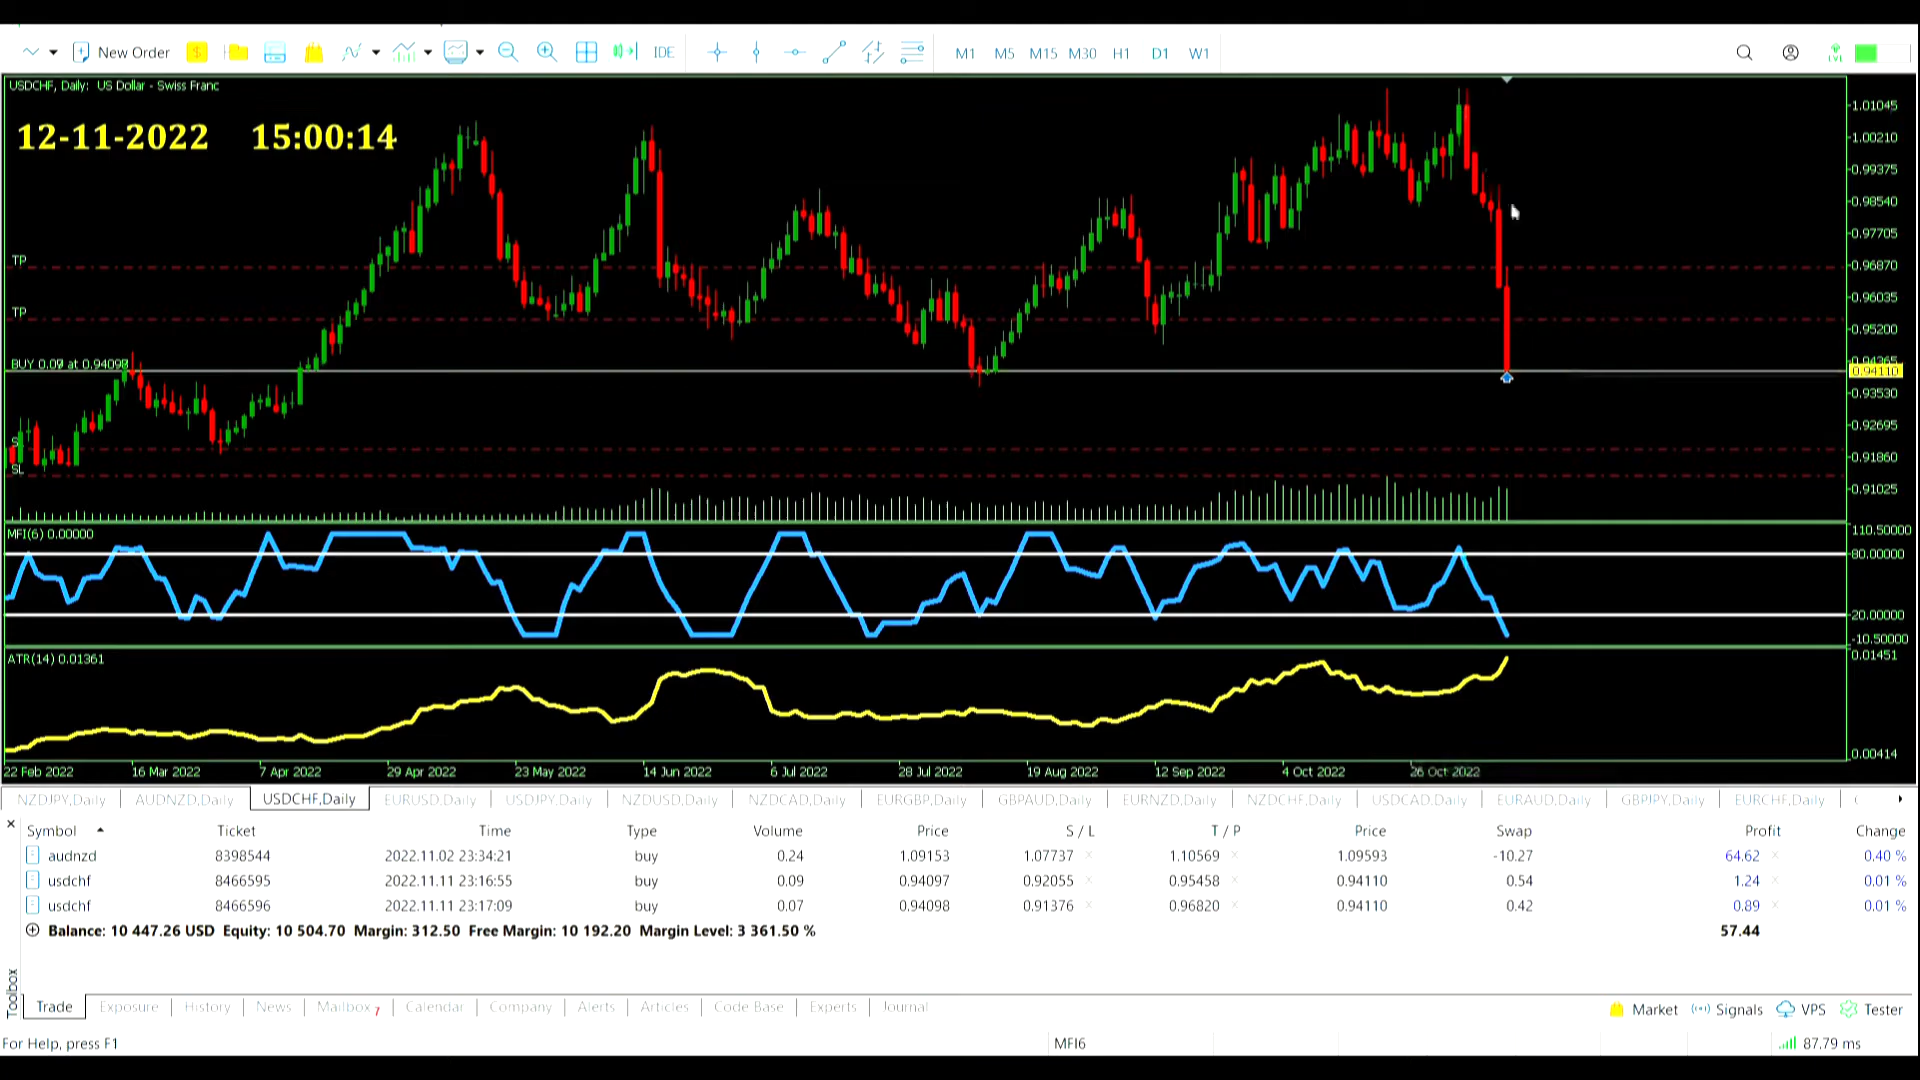 New Order IDE M1 M5 M15 M30 H1 D1 W1
USDCHF, Daily: US Dollar - Swiss Franc
12-11-2022 15:00:14
1.01045
1.00210
0.99375
0.98540
0.97705
TP
0.96870
0.96035
TP
0.95200
BUY 0.09 at 0.94098
0.94365
0.94110
0.93530
0.92695
0.91860
SL
0.91025
MFI(6) 0.00000
110.50000
80.00000
20.00000
-10.50000
ATR(14) 0.01361
0.01451
0.00414
22 Feb 2022 16 Mar 2022 7 Apr 2022 29 Apr 2022 23 May 2022 14 Jun 2022 6 Jul 2022 28 Jul 2022 19 Aug 2022 12 Sep 2022 4 Oct 2022 26 Oct 2022
NZDJPY,Daily AUDNZD,Daily USDCHF,Daily EURUSD,Daily USDJPY,Daily NZDUSD,Daily NZDCAD,Daily EURGBP,Daily GBPAUD,Daily EURNZD,Daily NZDCHF,Daily USDCAD,Daily EURAUD,Daily GBPJPY,Daily EURCHF,Daily
Symbol Ticket Time Type Volume Price S / L T / P Price Swap Profit Change
audnzd 8398544 2022.11.02 23:34:21 buy 0.24 1.09153 1.07737 1.10569 1.09593 -10.27 64.62 0.40 %
usdchf 8466595 2022.11.11 23:16:55 buy 0.09 0.94097 0.92055 0.95458 0.94110 0.54 1.24 0.01 %
usdchf 8466596 2022.11.11 23:17:09 buy 0.07 0.94098 0.91376 0.96820 0.94110 0.42 0.89 0.01 %
Balance: 10 447.26 USD Equity: 10 504.70 Margin: 312.50 Free Margin: 10 192.20 Margin Level: 3 361.50 % 57.44
Toolbox
Trade Exposure History News Mailbox 7 Calendar Company Alerts Articles Code Base Experts Journal Market Signals VPS Tester
For Help, press F1 MFI6 87.79 ms